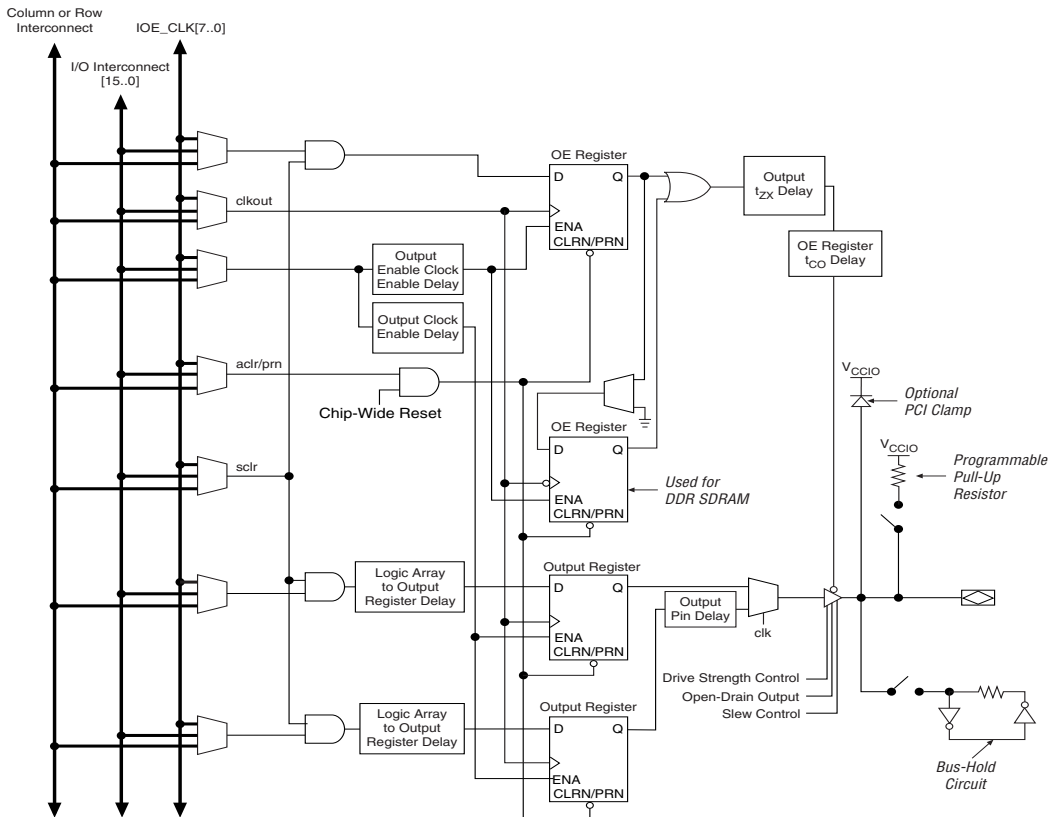 Column or Row
Interconnect
IOE_CLK[7..0]
I/O Interconnect
[15..0]
OE Register
D
Q
ENA
CLRN/PRN
Output
tZX Delay
OE Register
tCO Delay
clkout
Output
Enable Clock
Enable Delay
Output Clock
Enable Delay
aclr/prn
Chip-Wide Reset
VCCIO
Optional
PCI Clamp
VCCIO
Programmable
Pull-Up
Resistor
OE Register
D
Q
ENA
CLRN/PRN
Used for
DDR SDRAM
sclr
Logic Array
to Output
Register Delay
Output Register
D
Q
ENA
CLRN/PRN
Output
Pin Delay
clk
Drive Strength Control
Open-Drain Output
Slew Control
Logic Array
to Output
Register Delay
Output Register
D
Q
ENA
CLRN/PRN
Bus-Hold
Circuit